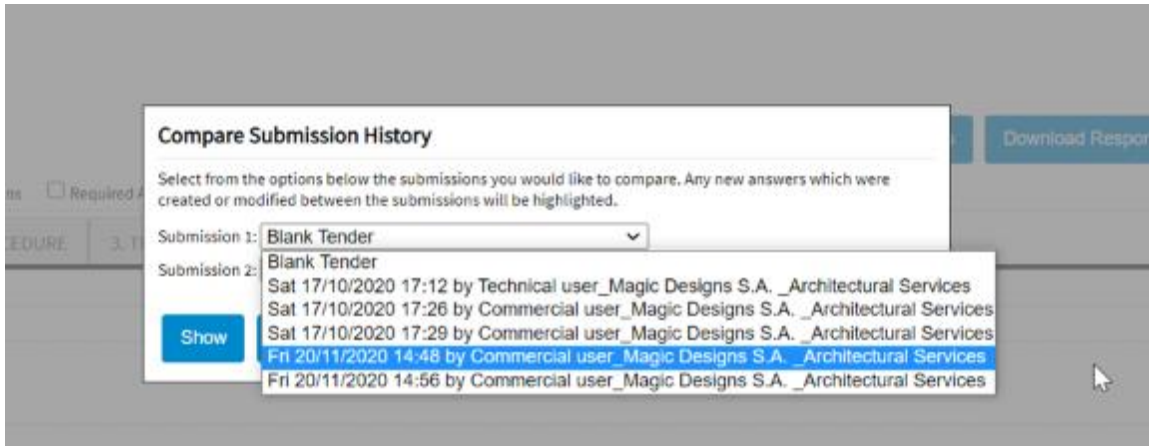 Compare Submission History
Download Respon
Select from the options below the submissions you would like to compare. Any new answers which were
created or modified between the submissions will be highlighted.
Required A
EDURE 3. T
Submission 1: Blank Tender
Submission 2:
Blank Tender
Sat 17/10/2020 17:12 by Technical user_Magic Designs S.A. _Architectural Services
Sat 17/10/2020 17:26 by Commercial user_Magic Designs S.A. _Architectural Services
Sat 17/10/2020 17:29 by Commercial user_Magic Designs S.A. _Architectural Services
Fri 20/11/2020 14:48 by Commercial user_Magic Designs S.A. _Architectural Services
Fri 20/11/2020 14:56 by Commercial user_Magic Designs S.A. _Architectural Services
Show